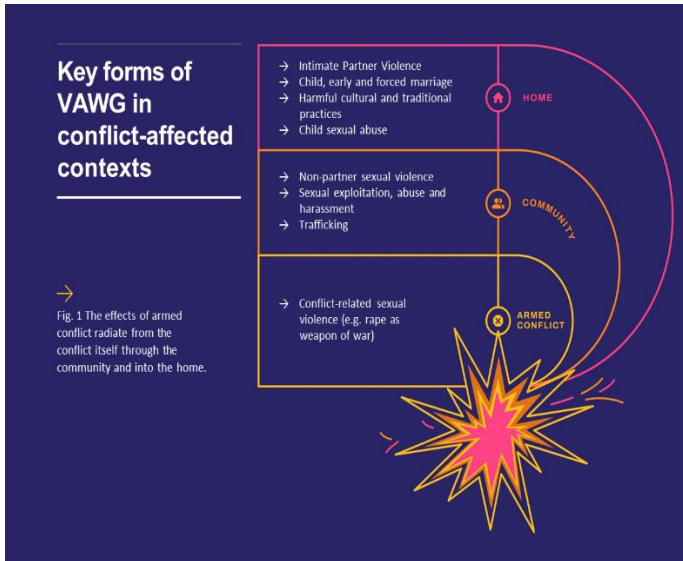 Key forms of
VAWG in
conflict-affected
contexts
→
Fig. 1 The effects of armed
conflict radiate from the
conflict itself through the
community and into the home.
→ Intimate Partner Violence
→ Child, early and forced marriage
→ Harmful cultural and traditional
practices
→ Child sexual abuse
HOME
→ Non-partner sexual violence
→ Sexual exploitation, abuse and
harassment
→ Trafficking
COMMUNITY
→ Conflict-related sexual
violence (e.g. rape as
weapon of war)
ARMED
CONFLICT